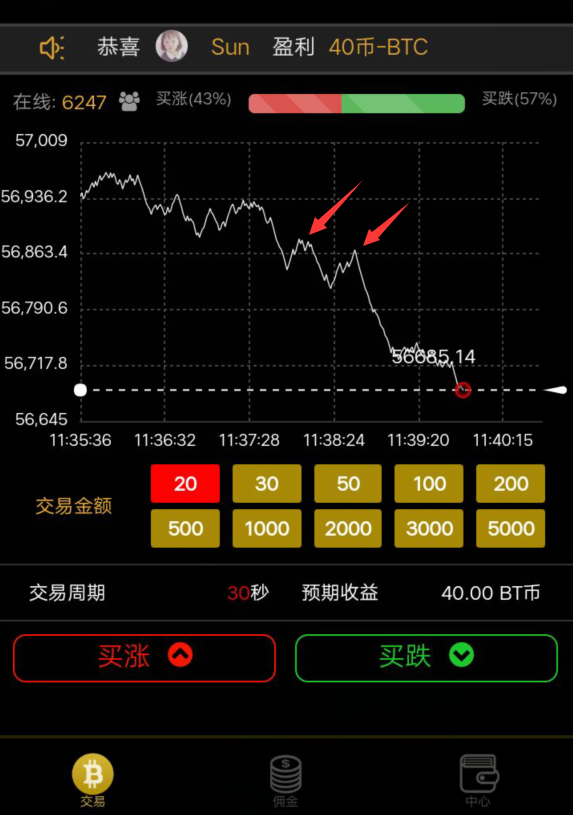 恭喜 Sun 盈利 40币-BTC
在线: 6247 买涨(43%) 买跌(57%)
57,009
56,936.2
56,863.4
56,790.6
56,717.8
56685.14
56,645
11:35:36 11:36:32 11:37:28 11:38:24 11:39:20 11:40:15
20 30 50 100 200
交易金额
500 1000 2000 3000 5000
交易周期 30秒 预期收益 40.00 BT币
买涨 买跌
交易 佣金 中心